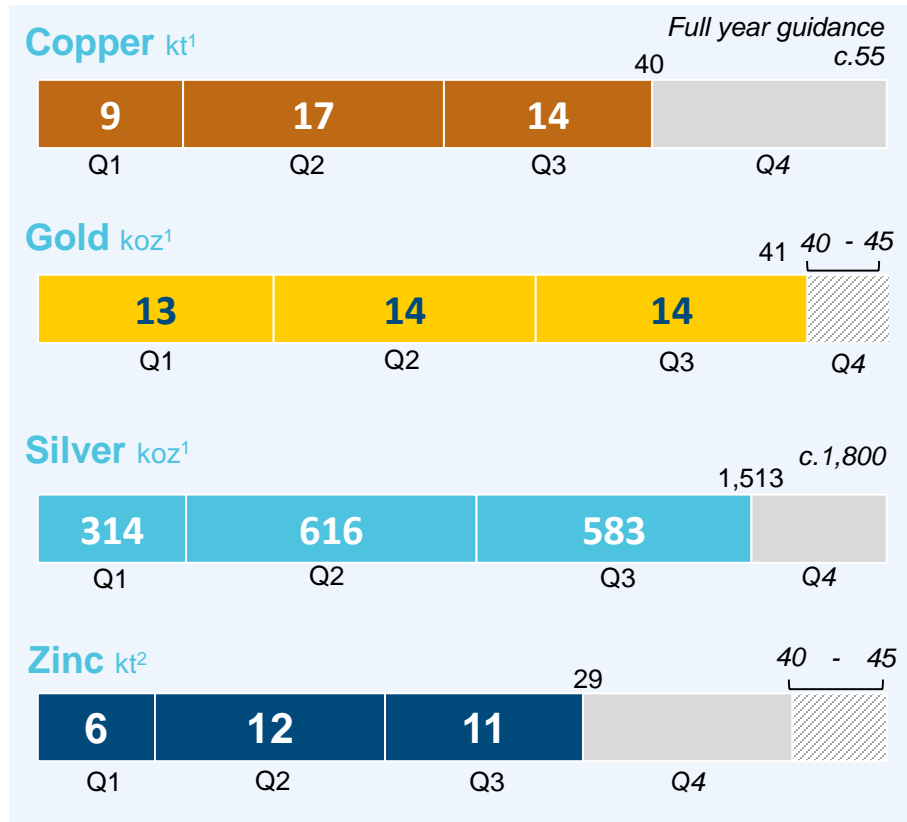 Copper kt¹
Full year guidance
c.55
40
9 17 14
Q1 Q2 Q3 Q4
Gold koz¹
41 40 - 45
13 14 14
Q1 Q2 Q3 Q4
Silver koz¹
c.1,800
1,513
314 616 583
Q1 Q2 Q3 Q4
Zinc kt²
40 - 45
29
6 12 11
Q1 Q2 Q3 Q4